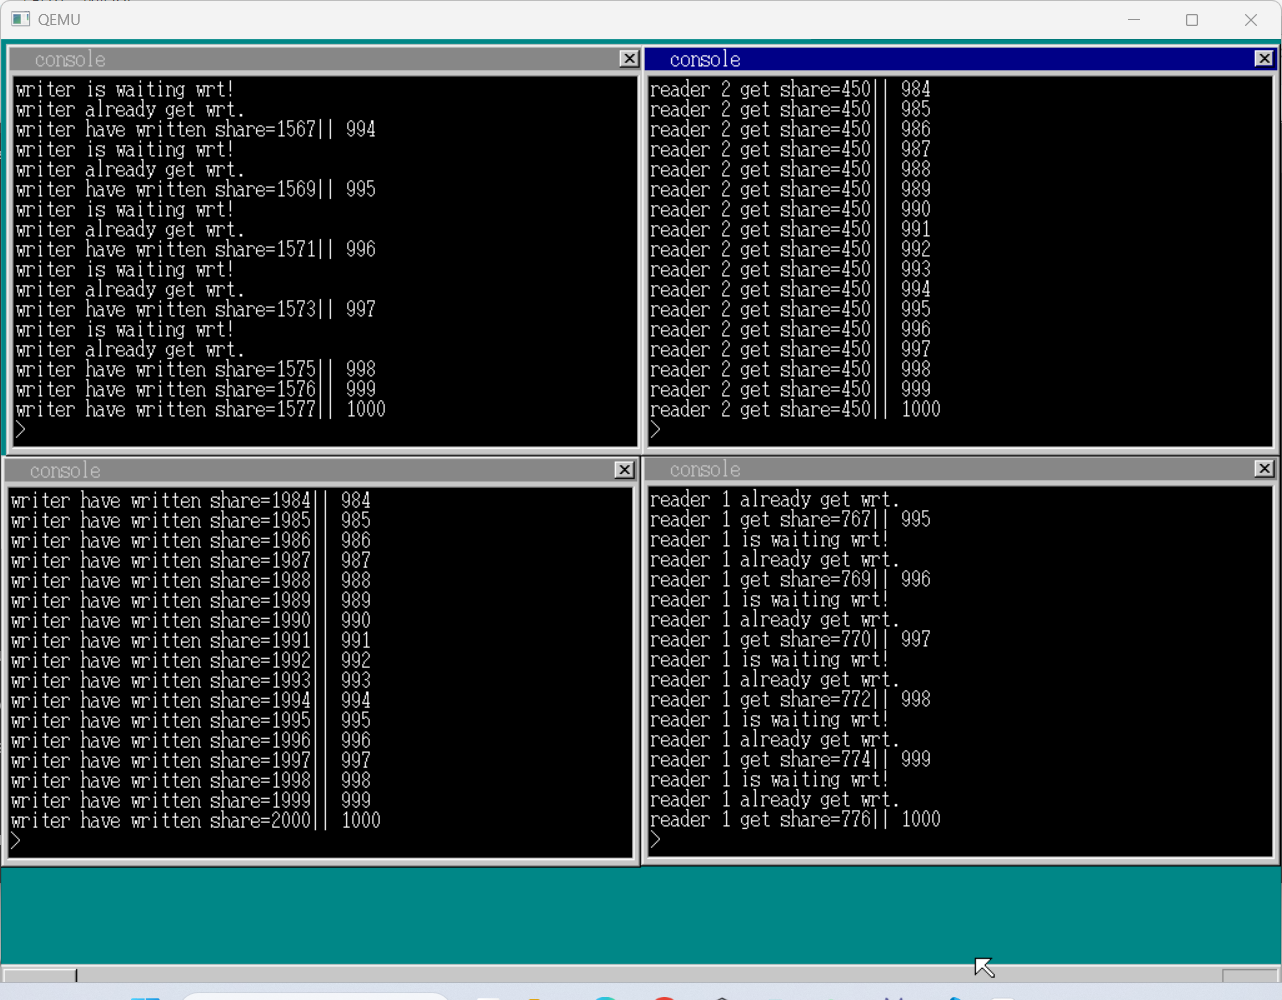 QEMU
console
writer is waiting wrt!
writer already get wrt.
writer have written share=1567|| 994
writer is waiting wrt!
writer already get wrt.
writer have written share=1569|| 995
writer is waiting wrt!
writer already get wrt.
writer have written share=1571|| 996
writer is waiting wrt!
writer already get wrt.
writer have written share=1573|| 997
writer is waiting wrt!
writer already get wrt.
writer have written share=1575|| 998
writer have written share=1576|| 999
writer have written share=1577|| 1000
>
console
reader 2 get share=450|| 984
reader 2 get share=450|| 985
reader 2 get share=450|| 986
reader 2 get share=450|| 987
reader 2 get share=450|| 988
reader 2 get share=450|| 989
reader 2 get share=450|| 990
reader 2 get share=450|| 991
reader 2 get share=450|| 992
reader 2 get share=450|| 993
reader 2 get share=450|| 994
reader 2 get share=450|| 995
reader 2 get share=450|| 996
reader 2 get share=450|| 997
reader 2 get share=450|| 998
reader 2 get share=450|| 999
reader 2 get share=450|| 1000
>
console
writer have written share=1984|| 984
writer have written share=1985|| 985
writer have written share=1986|| 986
writer have written share=1987|| 987
writer have written share=1988|| 988
writer have written share=1989|| 989
writer have written share=1990|| 990
writer have written share=1991|| 991
writer have written share=1992|| 992
writer have written share=1993|| 993
writer have written share=1994|| 994
writer have written share=1995|| 995
writer have written share=1996|| 996
writer have written share=1997|| 997
writer have written share=1998|| 998
writer have written share=1999|| 999
writer have written share=2000|| 1000
>
console
reader 1 already get wrt.
reader 1 get share=767|| 995
reader 1 is waiting wrt!
reader 1 already get wrt.
reader 1 get share=769|| 996
reader 1 is waiting wrt!
reader 1 already get wrt.
reader 1 get share=770|| 997
reader 1 is waiting wrt!
reader 1 already get wrt.
reader 1 get share=772|| 998
reader 1 is waiting wrt!
reader 1 already get wrt.
reader 1 get share=774|| 999
reader 1 is waiting wrt!
reader 1 already get wrt.
reader 1 get share=776|| 1000
>